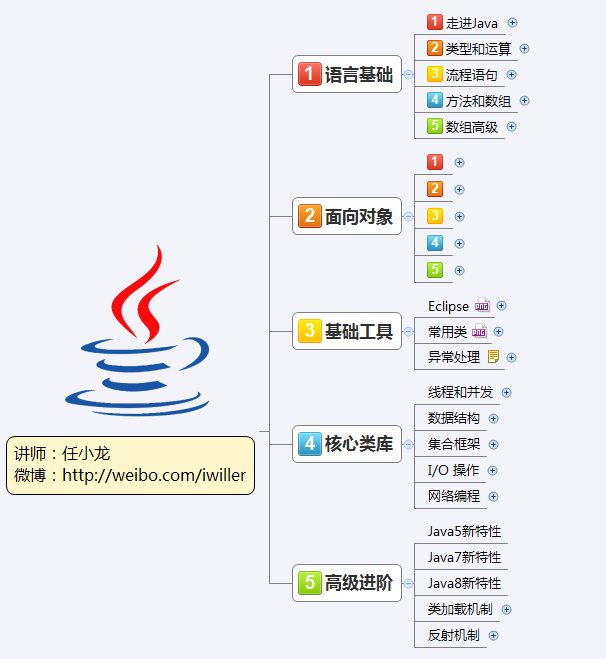 讲师：任小龙
微博：http://weibo.com/iwiller
1 语言基础
1 走进Java
2 类型和运算
3 流程语句
4 方法和数组
5 数组高级
2 面向对象
1
2
3
4
5
3 基础工具
Eclipse
常用类
异常处理
4 核心类库
线程和并发
数据结构
集合框架
I/O 操作
网络编程
5 高级进阶
Java5新特性
Java7新特性
Java8新特性
类加载机制
反射机制